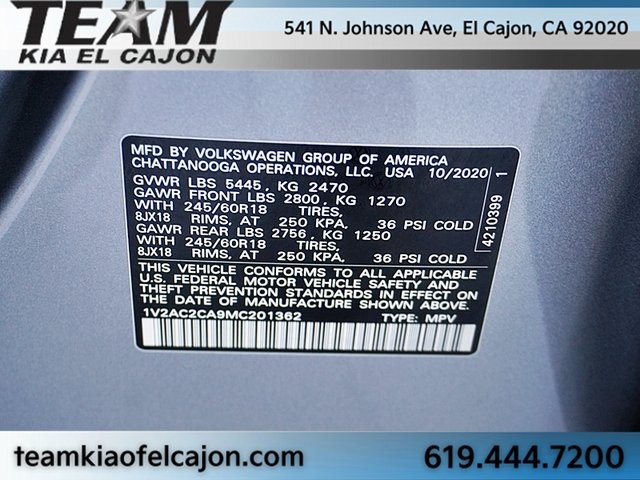 TEAM
KIA EL CAJON
541 N. Johnson Ave, El Cajon, CA 92020
MFD BY VOLKSWAGEN GROUP OF AMERICA
CHATTANOOGA OPERATIONS, LLC. USA 10/2020
GVWR LBS 5445, KG 2470
GAWR FRONT LBS 2800, KG 1270
WITH 245/60R18 TIRES,
8JX18 RIMS, AT 250 KPA, 36 PSI COLD
GAWR REAR LBS 2756, KG 1250
WITH 245/60R18 TIRES,
8JX18 RIMS, AT 250 KPA, 36 PSI COLD
THIS VEHICLE CONFORMS TO ALL APPLICABLE
U.S. FEDERAL MOTOR VEHICLE SAFETY AND
THEFT PREVENTION STANDARDS IN EFFECT ON
THE DATE OF MANUFACTURE SHOWN ABOVE.
1V2AC2CA9MC201362 TYPE: MPV
4210399 1
teamkiaofelcajon.com
619.444.7200